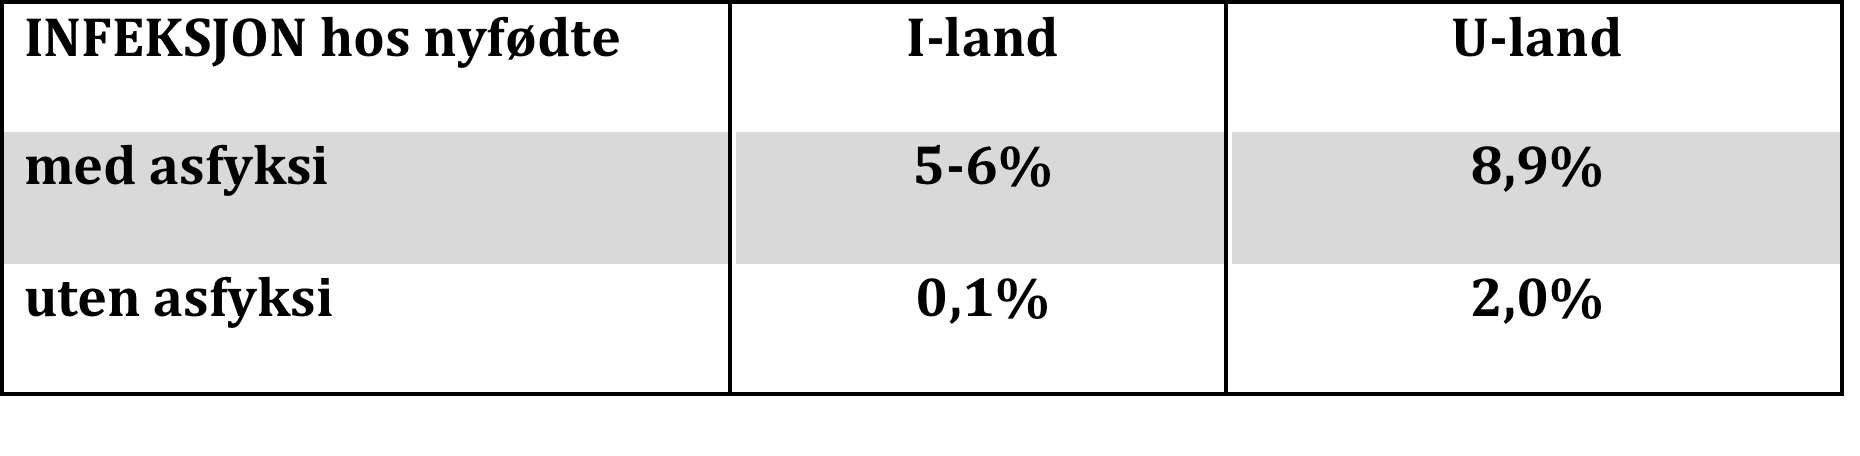 INFEKSJON hos nyfødte I-land U-land
med asfyksi 5-6% 8,9%
uten asfyksi 0,1% 2,0%